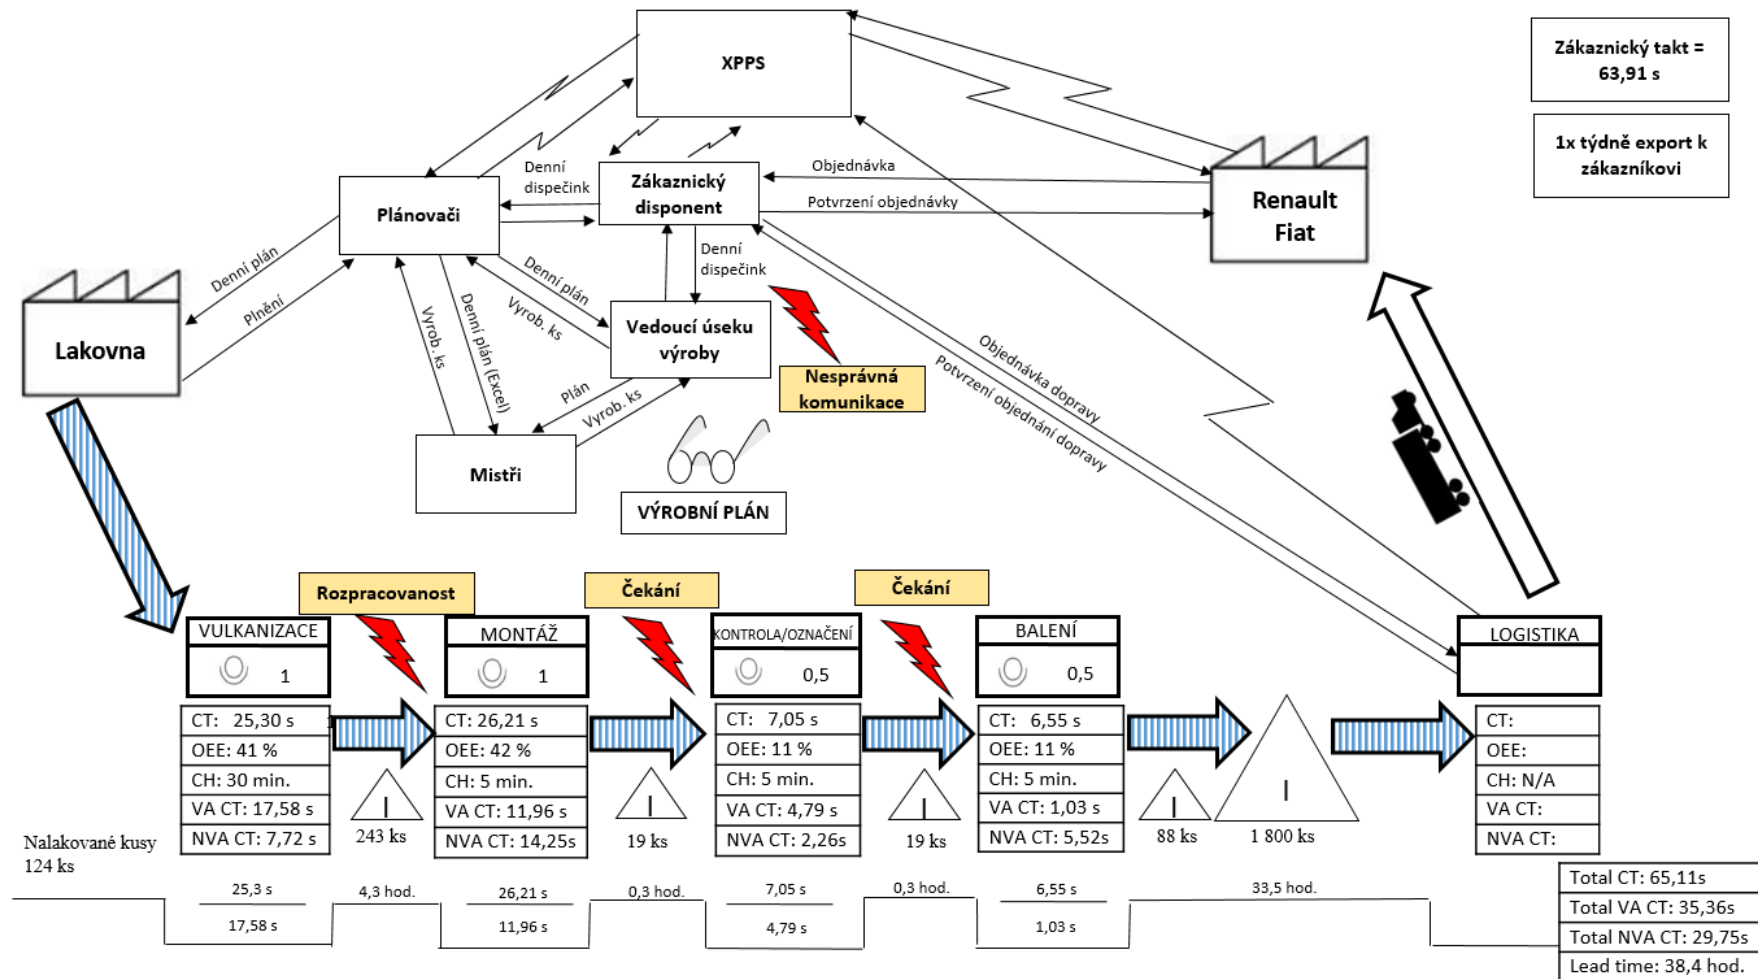 XPPS
Zákaznický takt =
63,91 s
1x týdně export k
zákazníkovi
Denní
dispečink
Zákaznický
disponent
Objednávka
Potvrzení objednávky
Plánovači
Renault
Fiat
Denní
dispečink
Denní plán
Plnění
Denní plán
Vyrob. ks
Vyrob. ks
Denní plán (Excel)
Lakovna
Vedoucí úseku
výroby
Nesprávná
komunikace
Plán
Vyrob. ks
Objednávka dopravy
Potvrzení objednání dopravy
Mistři
VÝROBNÍ PLÁN
Rozpracovanost
Čekání
Čekání
VULKANIZACE
1
MONTÁŽ
1
KONTROLA/OZNAČENÍ
0,5
BALENÍ
0,5
LOGISTIKA
CT: 25,30 s
OEE: 41 %
CH: 30 min.
VA CT: 17,58 s
NVA CT: 7,72 s
1
I
243 ks
CT: 26,21 s
OEE: 42 %
CH: 5 min.
VA CT: 11,96 s
NVA CT: 14,25s
I
19 ks
CT: 7,05 s
OEE: 11 %
CH: 5 min.
VA CT: 4,79 s
NVA CT: 2,26s
I
19 ks
CT: 6,55 s
OEE: 11 %
CH: 5 min.
VA CT: 1,03 s
NVA CT: 5,52s
I
88 ks
I
1 800 ks
CT:
OEE:
CH: N/A
VA CT:
NVA CT:
Nalakované kusy
124 ks
25,3 s
17,58 s
4,3 hod.
26,21 s
11,96 s
0,3 hod.
7,05 s
4,79 s
0,3 hod.
6,55 s
1,03 s
33,5 hod.
Total CT: 65,11s
Total VA CT: 35,36s
Total NVA CT: 29,75s
Lead time: 38,4 hod.